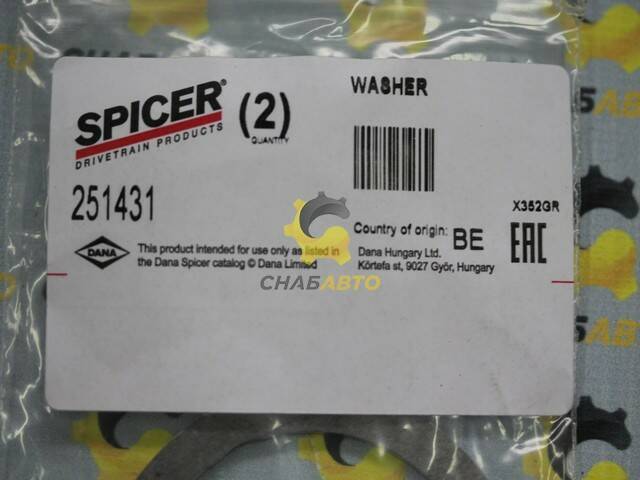 SPICER®
DRIVETRAIN PRODUCTS
(2)
QUANTITY
WASHER
251431
X352GR
Country of origin: BE
EAC
DANA
This product intended for use only as listed in
the Dana Spicer catalog © Dana Limited
Dana Hungary Ltd.
Körtefa st, 9027 Győr, Hungary
СНАБАВТО